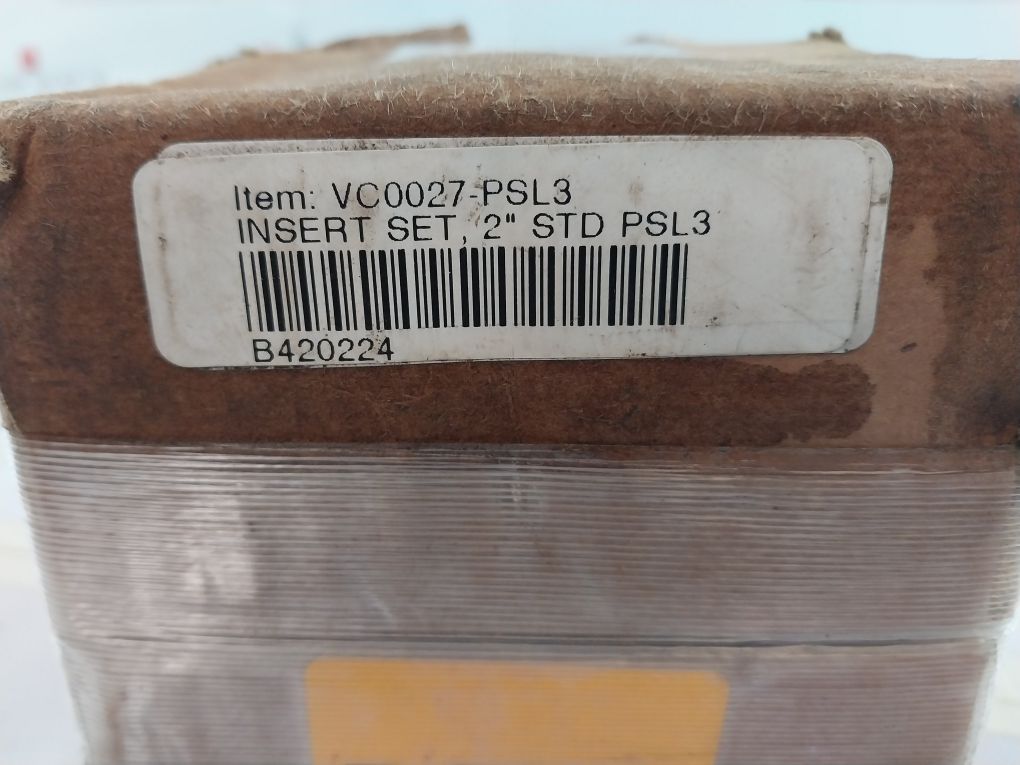 Item: VC0027-PSL3
INSERT SET, 2" STD PSL3
B420224